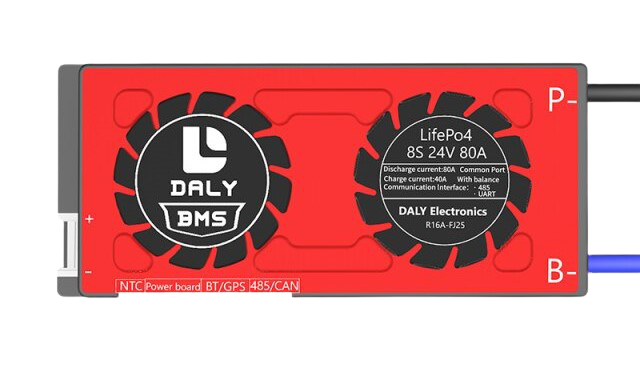 DALY
BMS
LifePo4
8S 24V 80A
Discharge current:80A Common Port
Charge current:40A With balance
Communication Interface: · 485
· UART
DALY Electronics
R16A-FJ25
P-
B-
+
-
NTC Power board BT/GPS 485/CAN